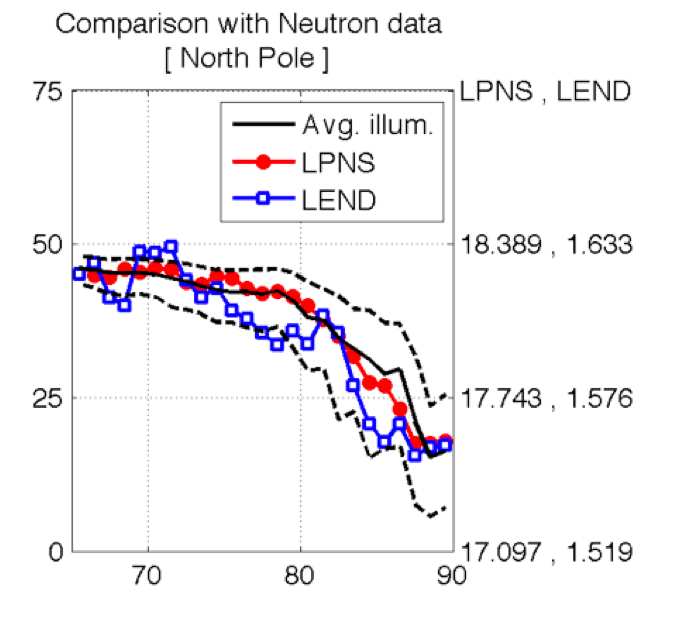 Comparison with Neutron data
[ North Pole ]
75
LPNS , LEND
Avg. illum.
LPNS
LEND
50
18.389 , 1.633
25
17.743 , 1.576
0
17.097 , 1.519
70
80
90